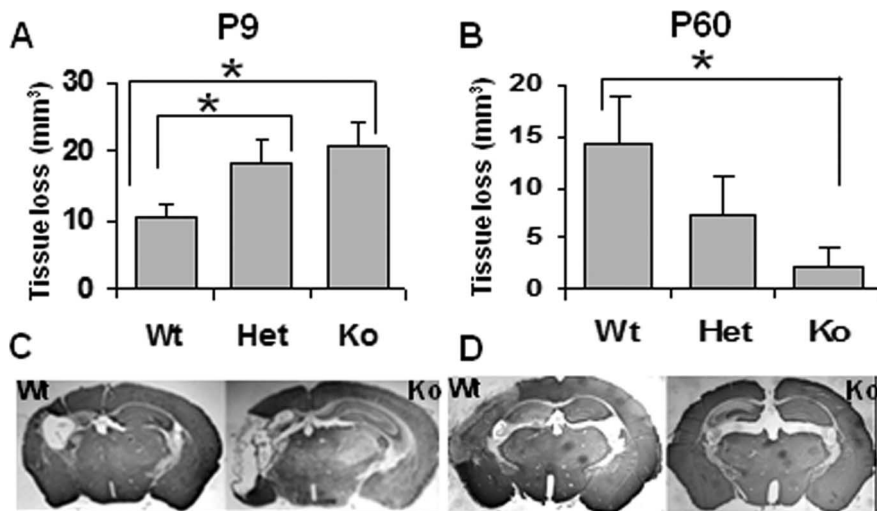 A
P9
Tissue loss (mm³)
30
20
10
0
*
*
Wt
Het
Ko
B
P60
Tissue loss (mm³)
20
15
10
5
0
*
Wt
Het
Ko
C
Wt
Ko
D
Wt
Ko